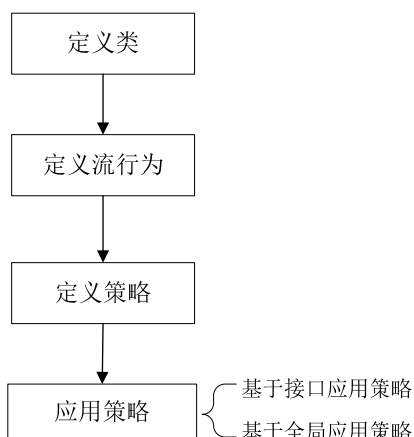 定义类
定义流行为
定义策略
应用策略
基于接口应用策略
基于全局应用策略